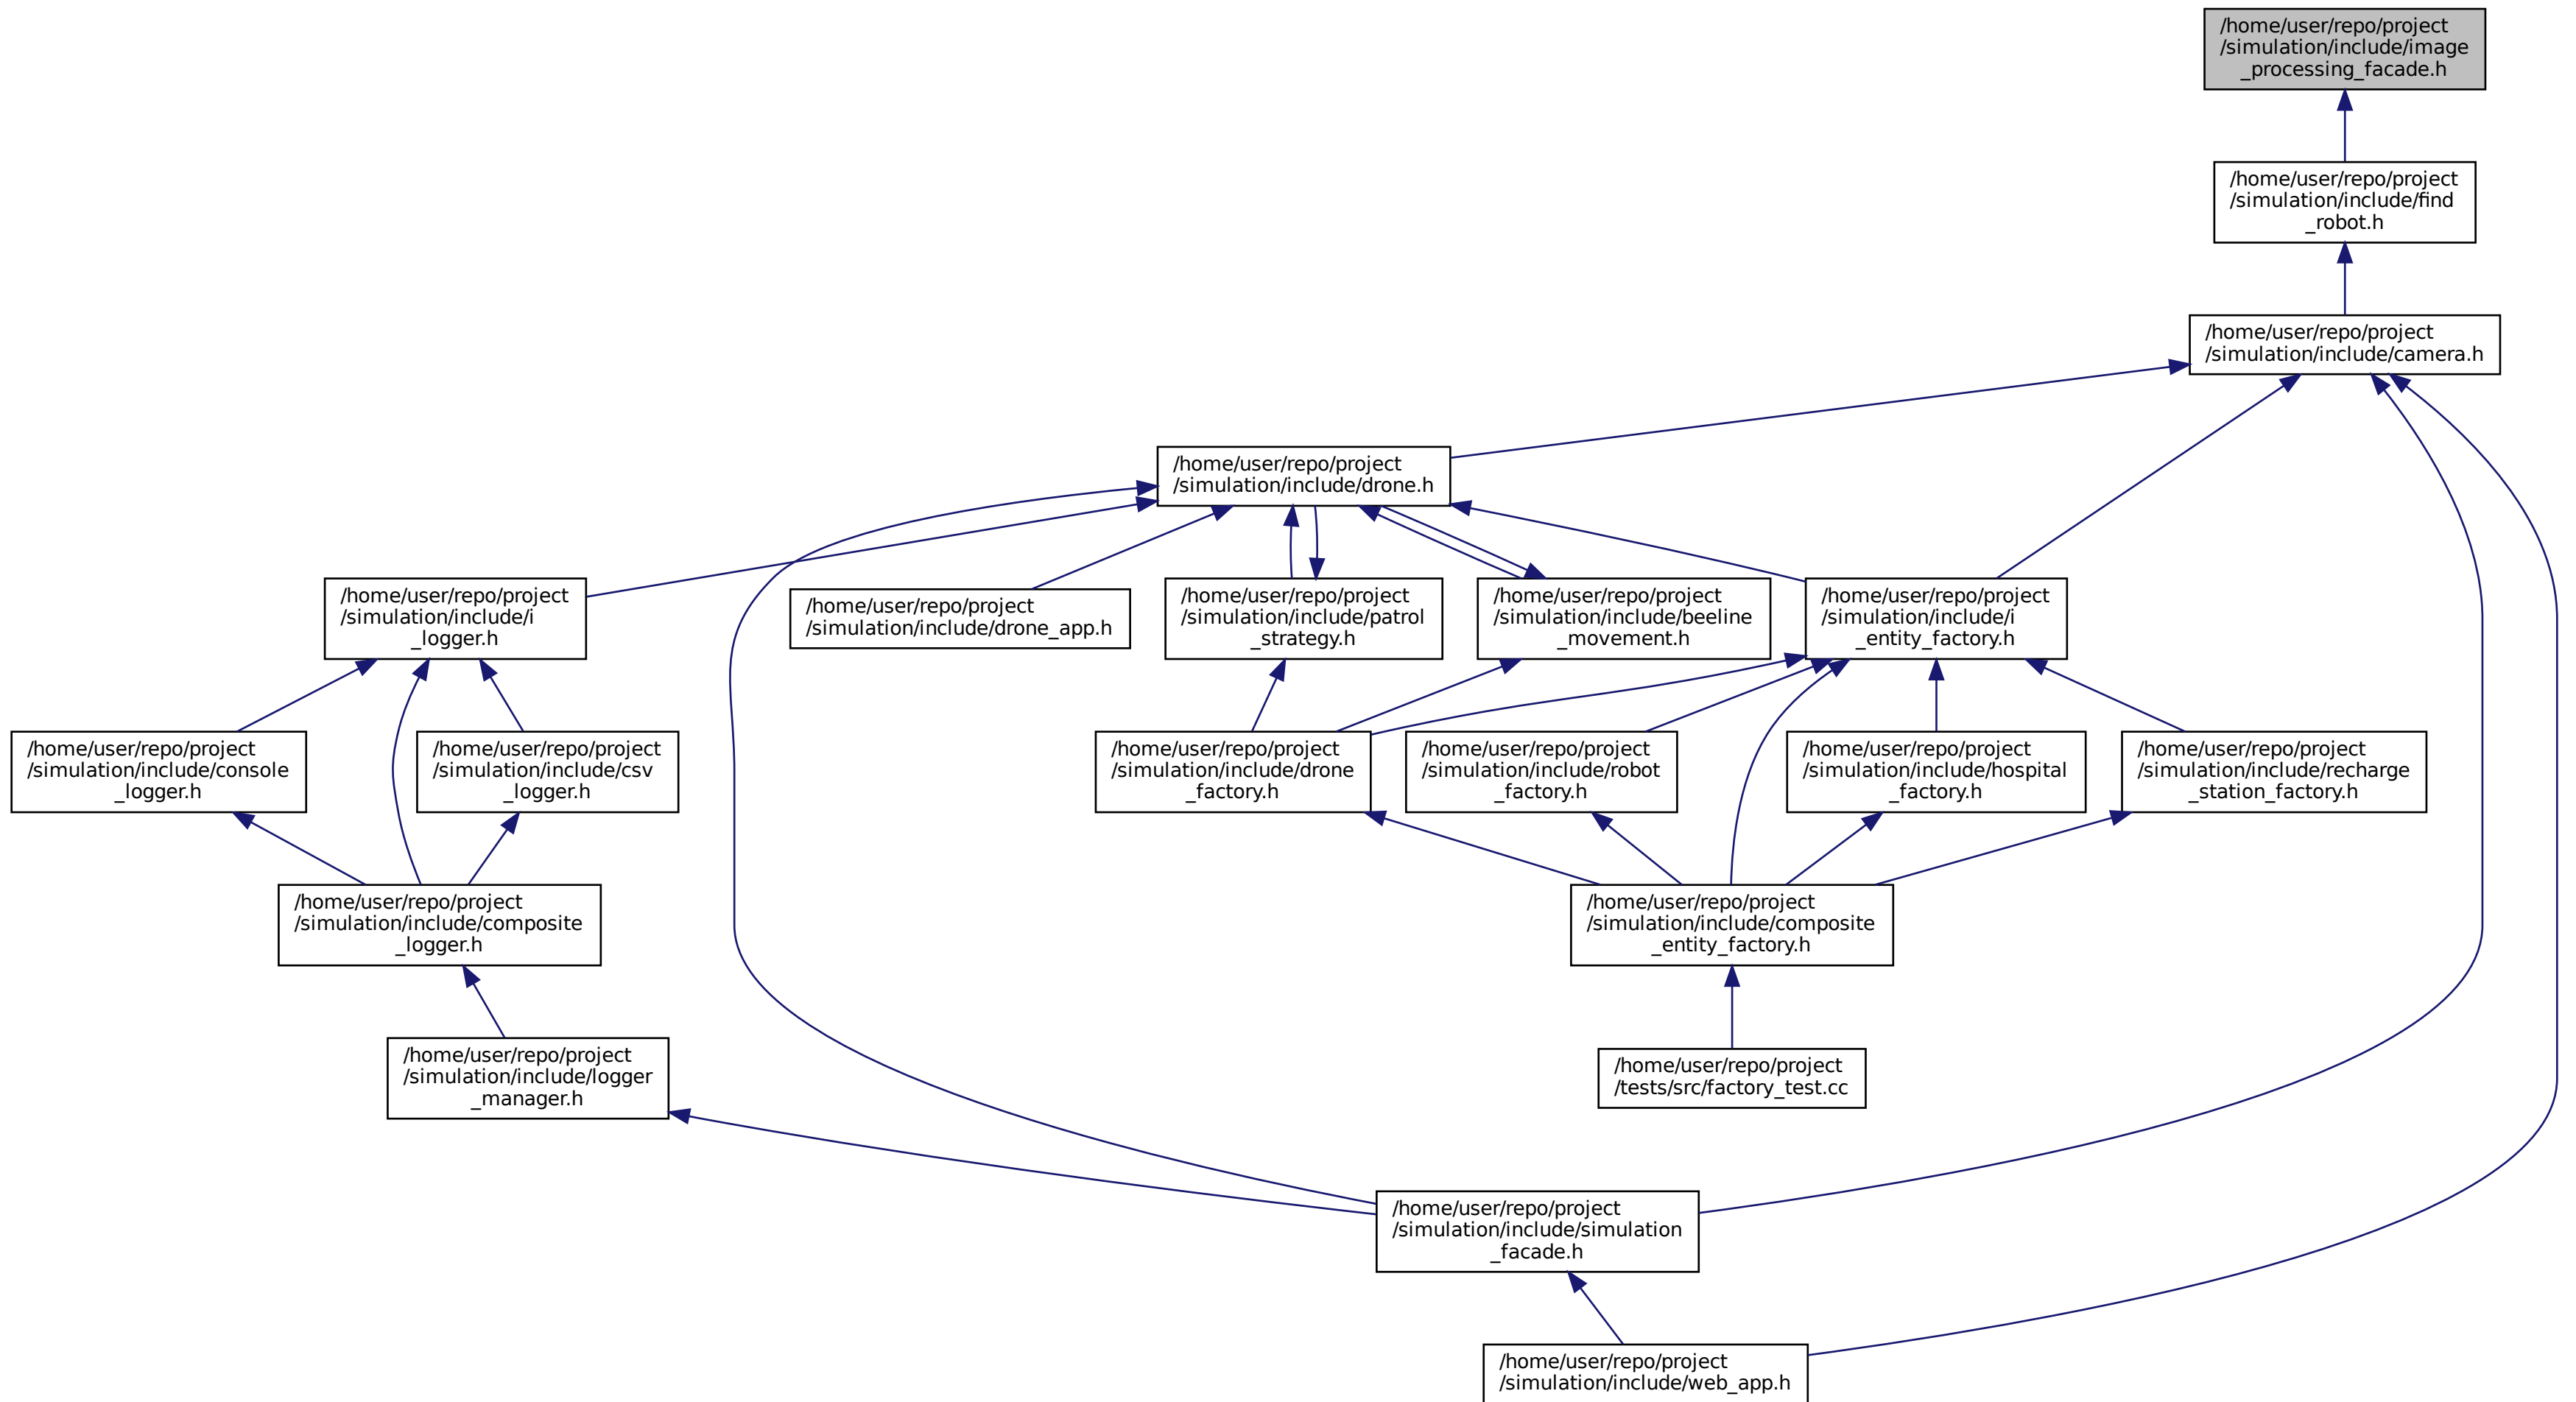 /home/user/repo/project
/simulation/include/image
_processing_facade.h
/home/user/repo/project
/simulation/include/find
_robot.h
/home/user/repo/project
/simulation/include/camera.h
/home/user/repo/project
/simulation/include/drone.h
/home/user/repo/project
/simulation/include/i
_logger.h
/home/user/repo/project
/simulation/include/drone_app.h
/home/user/repo/project
/simulation/include/patrol
_strategy.h
/home/user/repo/project
/simulation/include/beeline
_movement.h
/home/user/repo/project
/simulation/include/i
_entity_factory.h
/home/user/repo/project
/simulation/include/console
_logger.h
/home/user/repo/project
/simulation/include/csv
_logger.h
/home/user/repo/project
/simulation/include/drone
_factory.h
/home/user/repo/project
/simulation/include/robot
_factory.h
/home/user/repo/project
/simulation/include/hospital
_factory.h
/home/user/repo/project
/simulation/include/recharge
_station_factory.h
/home/user/repo/project
/simulation/include/composite
_logger.h
/home/user/repo/project
/simulation/include/composite
_entity_factory.h
/home/user/repo/project
/simulation/include/logger
_manager.h
/home/user/repo/project
/tests/src/factory_test.cc
/home/user/repo/project
/simulation/include/simulation
_facade.h
/home/user/repo/project
/simulation/include/web_app.h